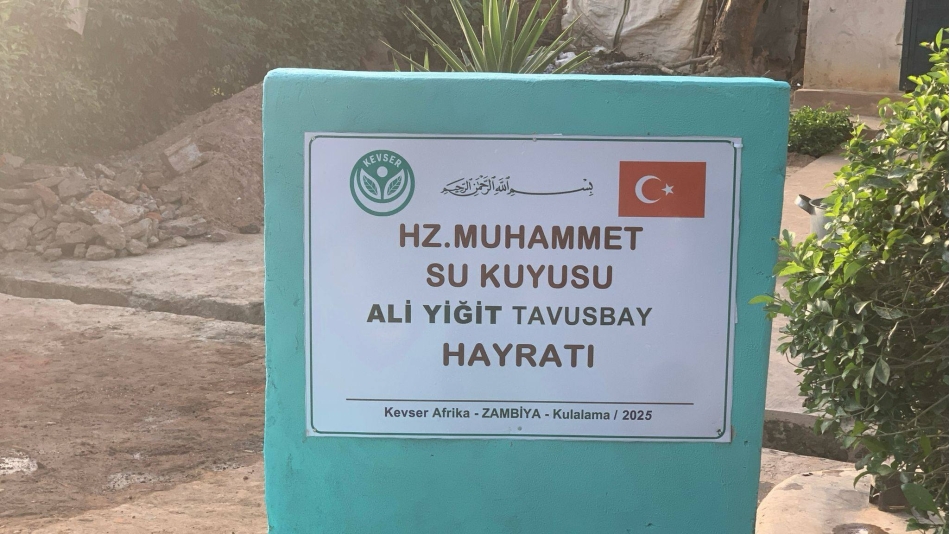 KEVSER
بسم الله الرحمن الرحيم
HZ.MUHAMMET
SU KUYUSU
ALİ YİĞİT TAVUSBAY
HAYRATI
Kevser Afrika - ZAMBİYA - Kulalama / 2025